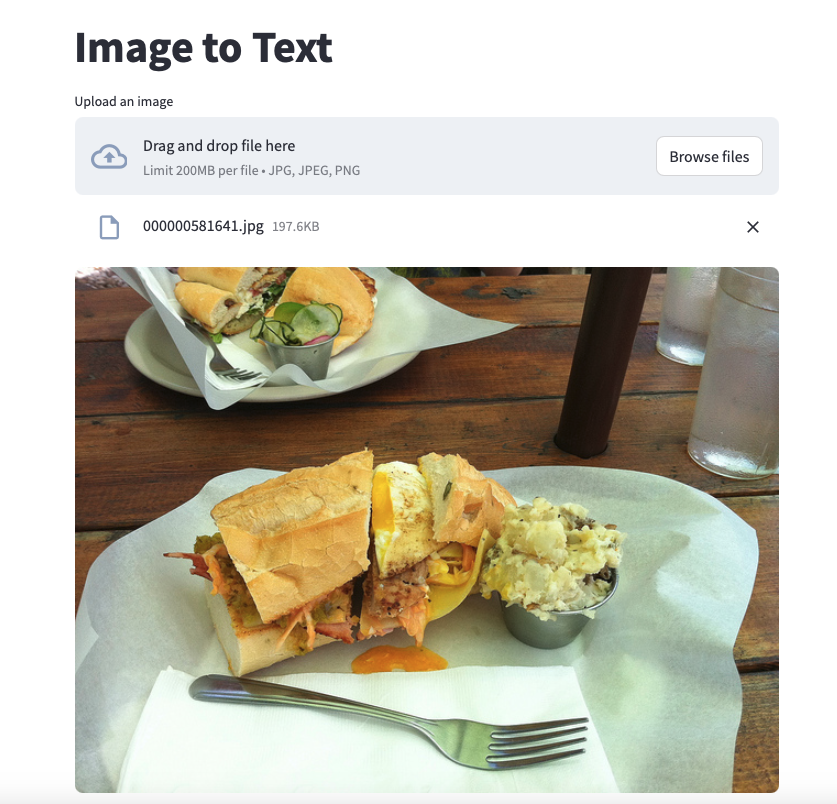 Image to Text
Upload an image
Drag and drop file here
Limit 200MB per file • JPG, JPEG, PNG
Browse files
000000581641.jpg 197.6KB